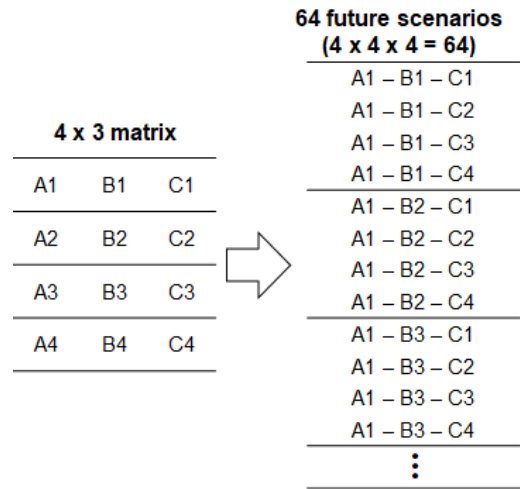 64 future scenarios
(4 x 4 x 4 = 64)
4 x 3 matrix
A1 B1 C1
A2 B2 C2
A3 B3 C3
A4 B4 C4
A1 – B1 – C1
A1 – B1 – C2
A1 – B1 – C3
A1 – B1 – C4
A1 – B2 – C1
A1 – B2 – C2
A1 – B2 – C3
A1 – B2 – C4
A1 – B3 – C1
A1 – B3 – C2
A1 – B3 – C3
A1 – B3 – C4
⋮